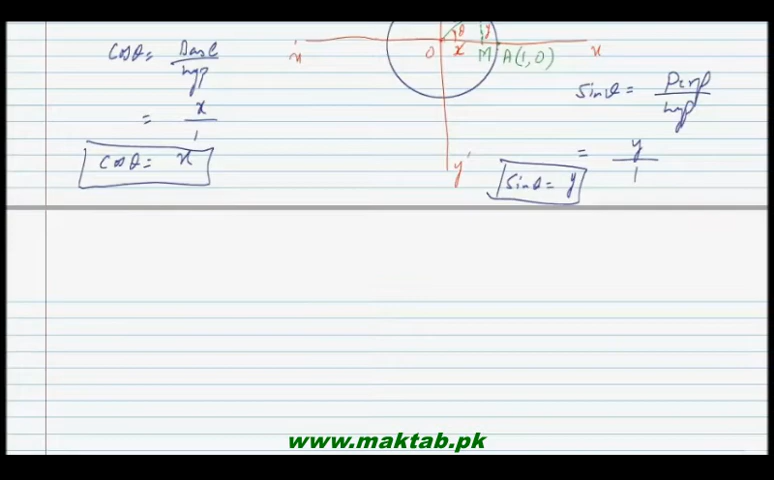 cosθ = Base/hyp
= x/1
cosθ = x
θ y
x' O x M A(1,0) x
y'
sinθ = Perp/hyp
= y/1
sinθ = y
www.maktab.pk